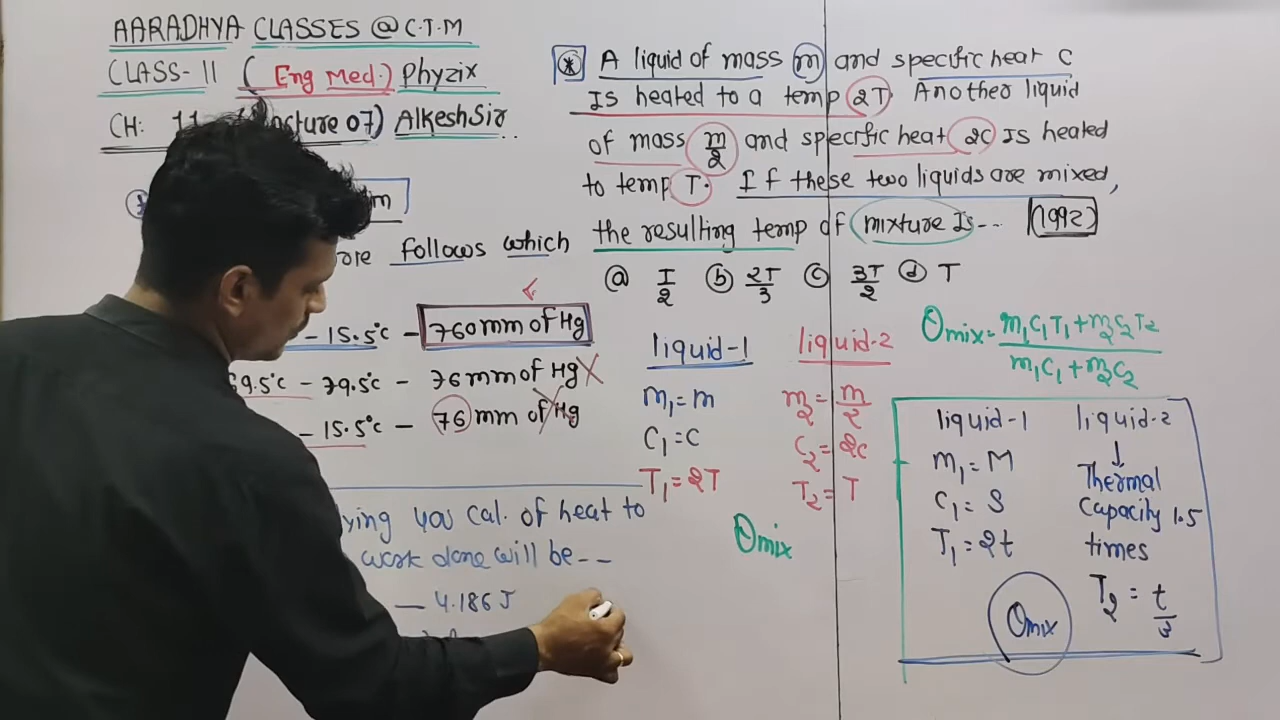 AARADHYA CLASSES @ C.T.M
CLASS-11 ( Eng Med.) Phyzix
CH: 11 07) AlkeshSir
are follows which
- 15.5°C - 760mm of Hg
69.5°C - 79.5°C - 76mm of Hg X
- 15.5°C - 76 mm of Hg
Cal. of heat to
work done will be--
— 4.186 J
* A liquid of mass m and specific heat C
Is heated to a temp 2T. Another liquid
of mass m/2 and specific heat 2C Is heated
to temp T. If these two liquids are mixed,
the resulting temp of mixture Is-- (1992)
ⓐ T/2 ⓑ 2T/3 ⓒ 3T/2 ⓓ T
liquid-1 liquid-2
m₁=m m₂=m/2
C₁=C C₂=2C
T₁=2T T₂=T
θmix
θmix=m₁C₁T₁+m₂C₂T₂/m₁C₁+m₂C₂
liquid-1 liquid-2
m₁=M ↓
C₁=S Thermal
T₁=2t Capacity 1.5
times
T₂=t/3
θmix